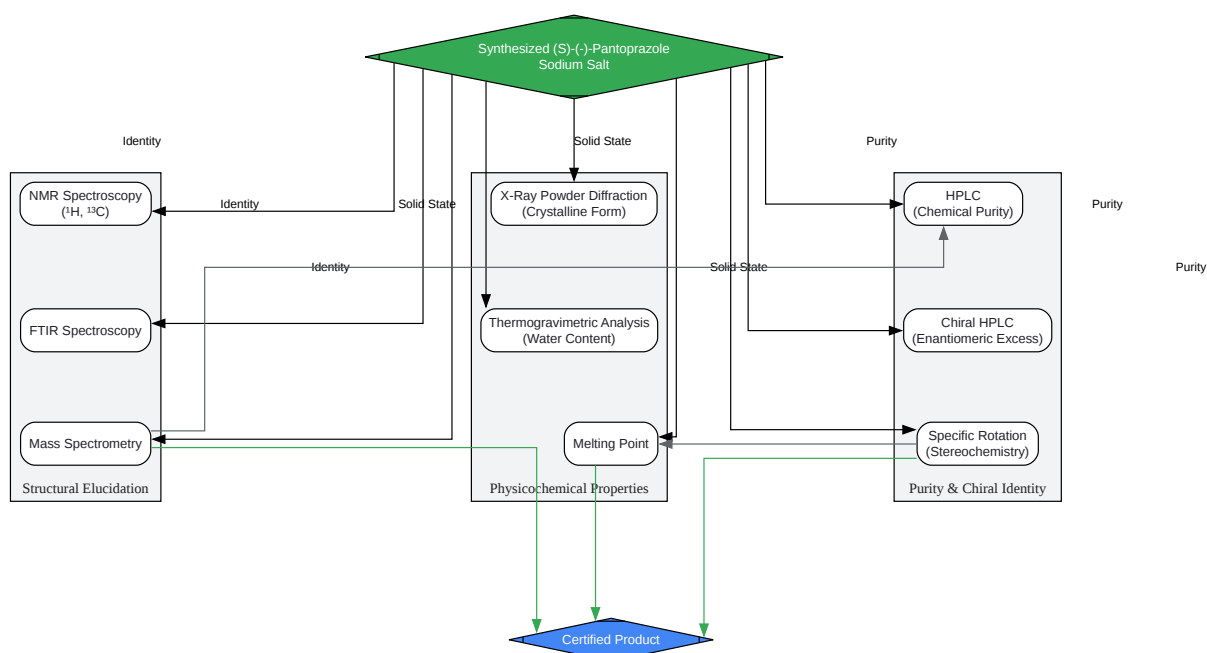 Synthesized (S)-(-)-Pantoprazole
Sodium Salt
Identity
Solid State
Purity
NMR Spectroscopy
(¹H, ¹³C)
Identity
Solid State
X-Ray Powder Diffraction
(Crystalline Form)
HPLC
(Chemical Purity)
Purity
Identity
Solid State
Purity
FTIR Spectroscopy
Thermogravimetric Analysis
(Water Content)
Chiral HPLC
(Enantiomeric Excess)
Mass Spectrometry
Melting Point
Specific Rotation
(Stereochemistry)
Structural Elucidation
Physicochemical Properties
Purity & Chiral Identity
Certified Product